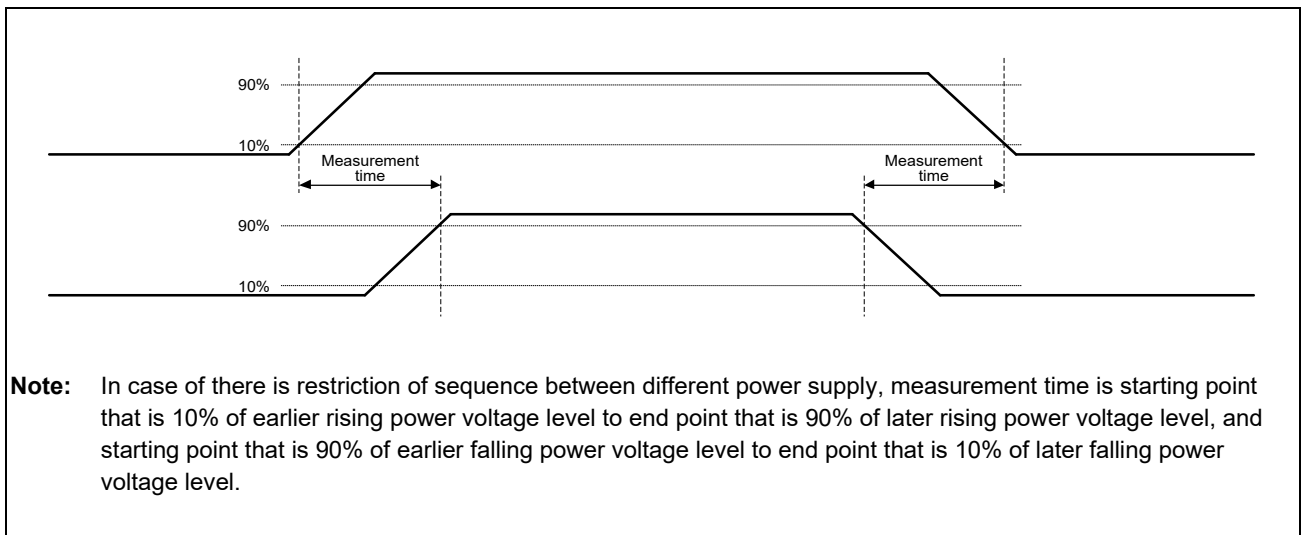 90%
10%
Measurement
time
Measurement
time
90%
10%
Note: In case of there is restriction of sequence between different power supply, measurement time is starting point
that is 10% of earlier rising power voltage level to end point that is 90% of later rising power voltage level, and
starting point that is 90% of earlier falling power voltage level to end point that is 10% of later falling power
voltage level.